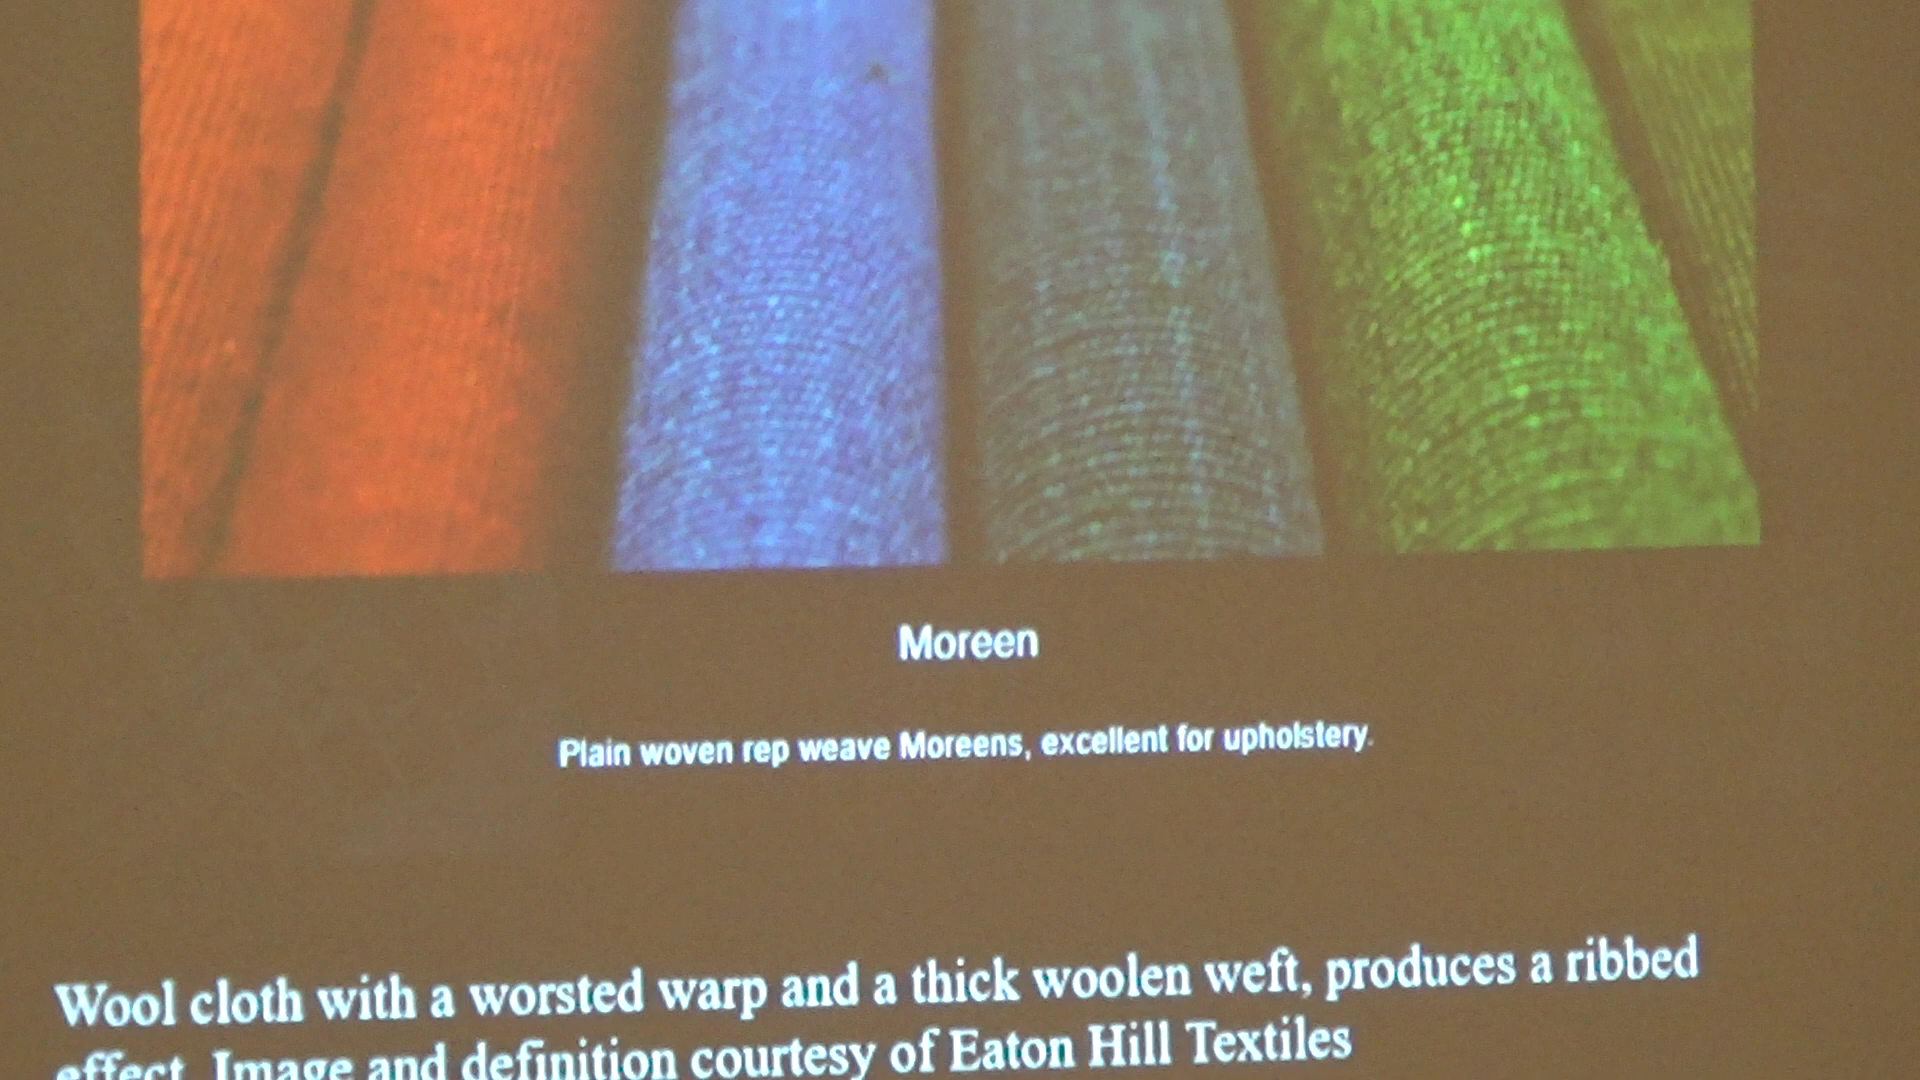 Moreen
Plain woven rep weave Moreens, excellent for upholstery.
Wool cloth with a worsted warp and a thick woolen weft, produces a ribbed
effect. Image and definition courtesy of Eaton Hill Textiles